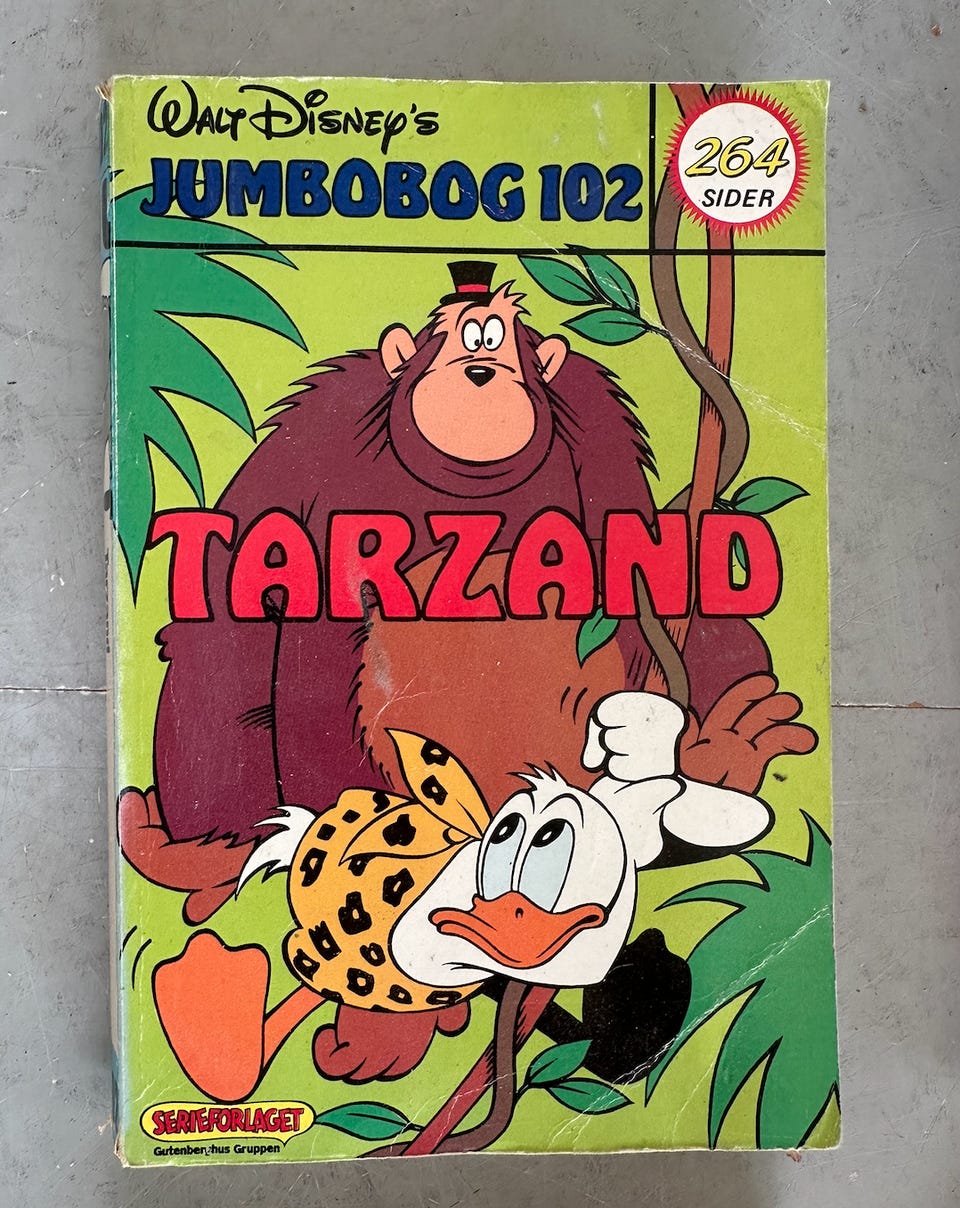 WALT DISNEY'S
JUMBOBOG 102
264
SIDER
TARZAND
SERIEFORLAGET
Gutenberghus Gruppen